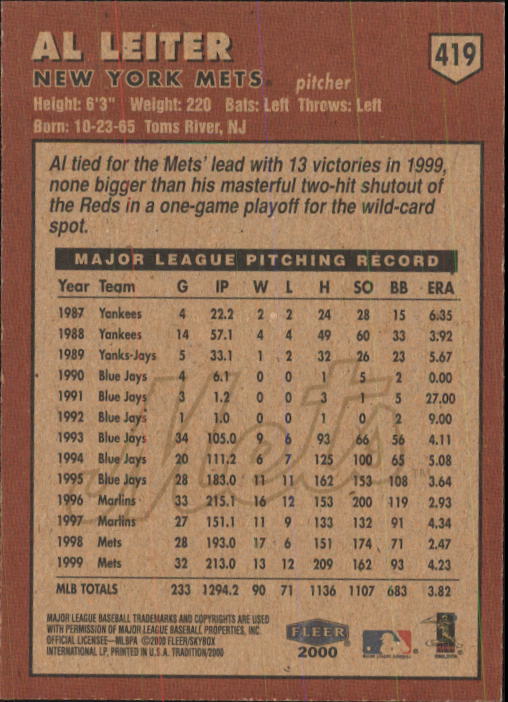 AL LEITER
419
NEW YORK METS® pitcher
Height: 6'3" Weight: 220 Bats: Left Throws: Left
Born: 10-23-65 Toms River, NJ
Al tied for the Mets' lead with 13 victories in 1999,
none bigger than his masterful two-hit shutout of
the Reds in a one-game playoff for the wild-card
spot.
MAJOR LEAGUE PITCHING RECORD
Year Team G IP W L H SO BB ERA
1987 Yankees 4 22.2 2 2 24 28 15 6.35
1988 Yankees 14 57.1 4 4 49 60 33 3.92
1989 Yanks-Jays 5 33.1 1 2 32 26 23 5.67
1990 Blue Jays 4 6.1 0 0 1 5 2 0.00
1991 Blue Jays 3 1.2 0 0 3 1 5 27.00
1992 Blue Jays 1 1.0 0 0 1 0 2 9.00
1993 Blue Jays 34 105.0 9 6 93 66 56 4.11
1994 Blue Jays 20 111.2 6 7 125 100 65 5.08
1995 Blue Jays 28 183.0 11 11 162 153 108 3.64
1996 Marlins 33 215.1 16 12 153 200 119 2.93
1997 Marlins 27 151.1 11 9 133 132 91 4.34
1998 Mets 28 193.0 17 6 151 174 71 2.47
1999 Mets 32 213.0 13 12 209 162 93 4.23
MLB TOTALS 233 1294.2 90 71 1136 1107 683 3.82
Mets™
MAJOR LEAGUE BASEBALL TRADEMARKS AND COPYRIGHTS ARE USED
WITH PERMISSION OF MAJOR LEAGUE BASEBALL PROPERTIES, INC.
OFFICIAL LICENSEE—MLBPA ©2000 FLEER/SKYBOX
INTERNATIONAL LP, PRINTED IN U.S.A. TRADITION/2000
FLEER
2000